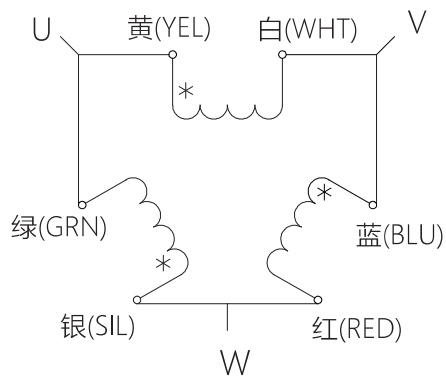 U
黄(YEL)
白(WHT)
V
*
绿(GRN)
*
蓝(BLU)
*
银(SIL)
红(RED)
W